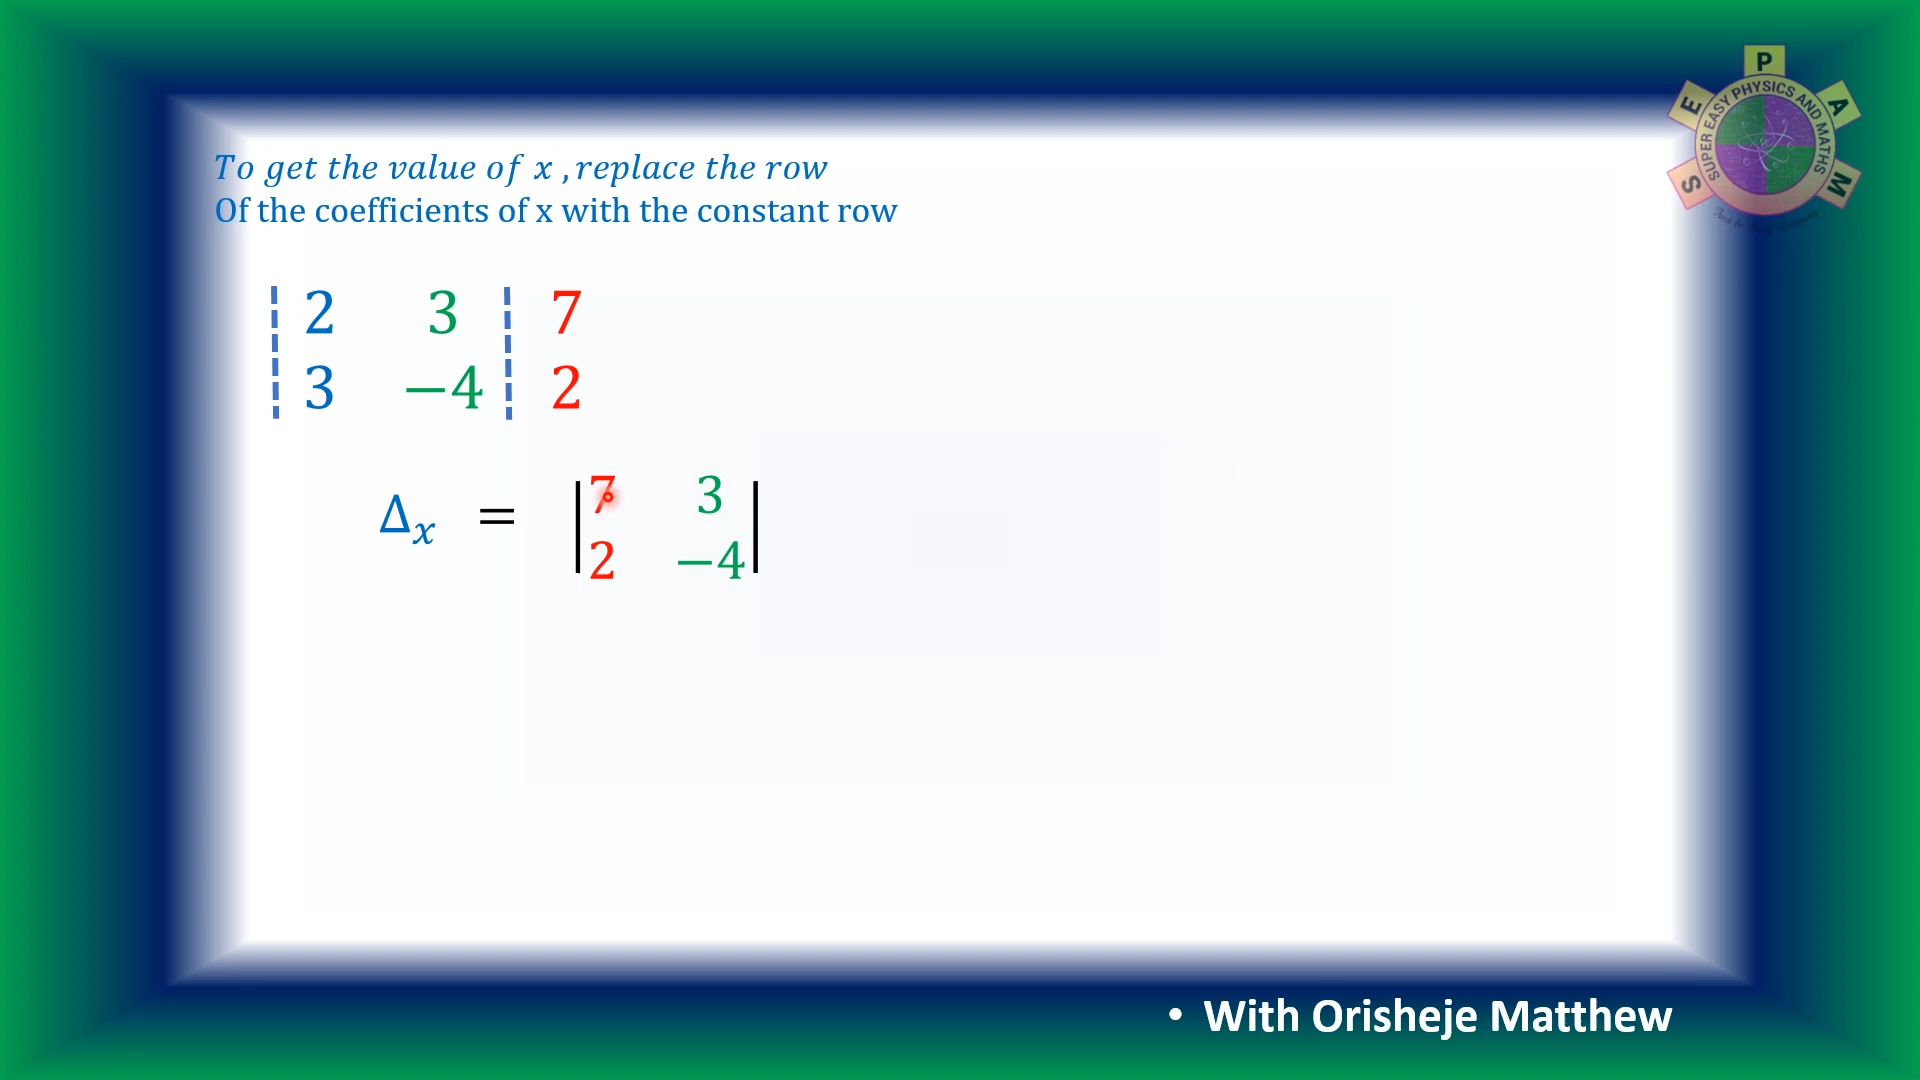 To get the value of x , replace the row
Of the coefficients of x with the constant row
2 3 7
3 −4 2
Δx = |7 3|
|2 −4|
• With Orisheje Matthew
S E P A M
SUPER EASY PHYSICS AND MATHS